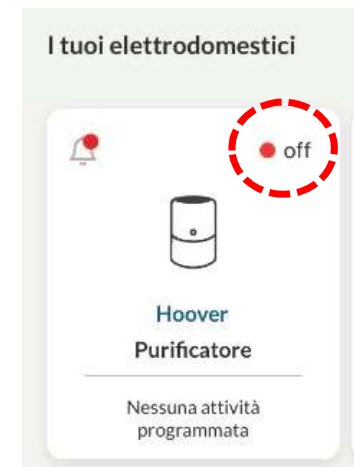 I tuoi elettrodomestici
off
Hoover
Purificatore
Nessuna attività
programmata